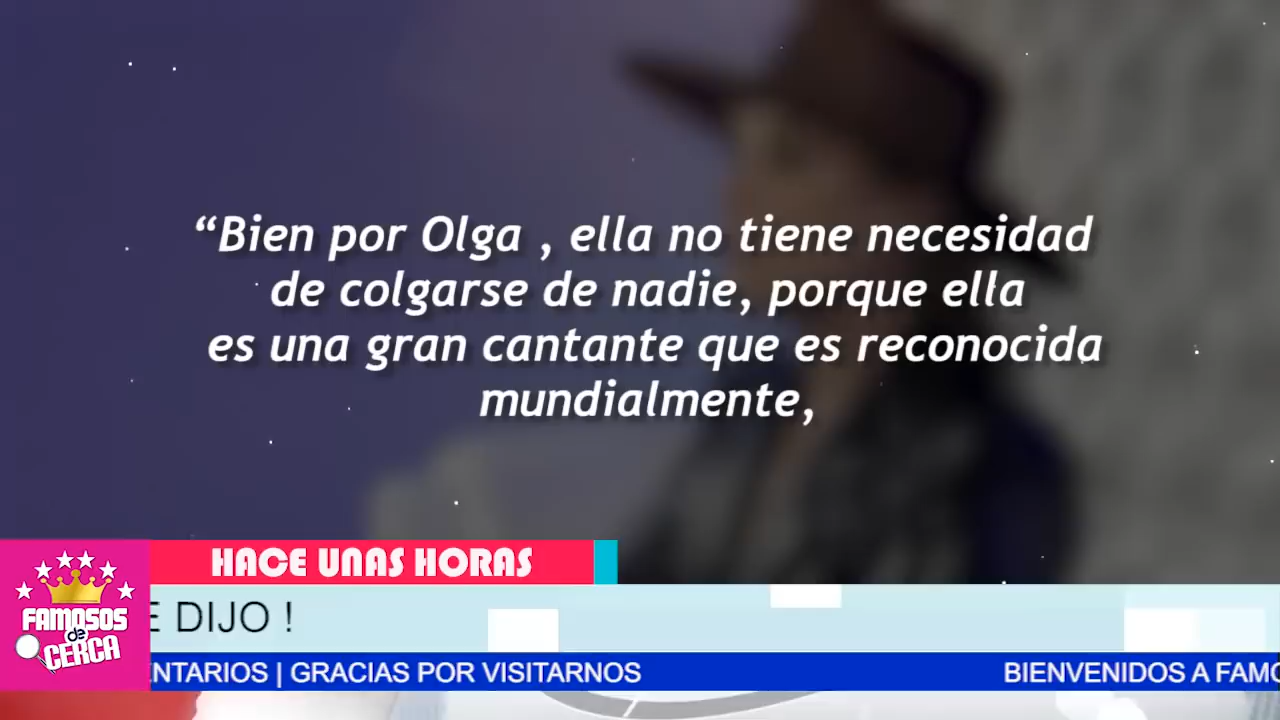 “Bien por Olga , ella no tiene necesidad
de colgarse de nadie, porque ella
es una gran cantante que es reconocida
mundialmente,
HACE UNAS HORAS
E DIJO !
FAMOSOS
de
CERCA
ENTARIOS | GRACIAS POR VISITARNOS
BIENVENIDOS A FAMO